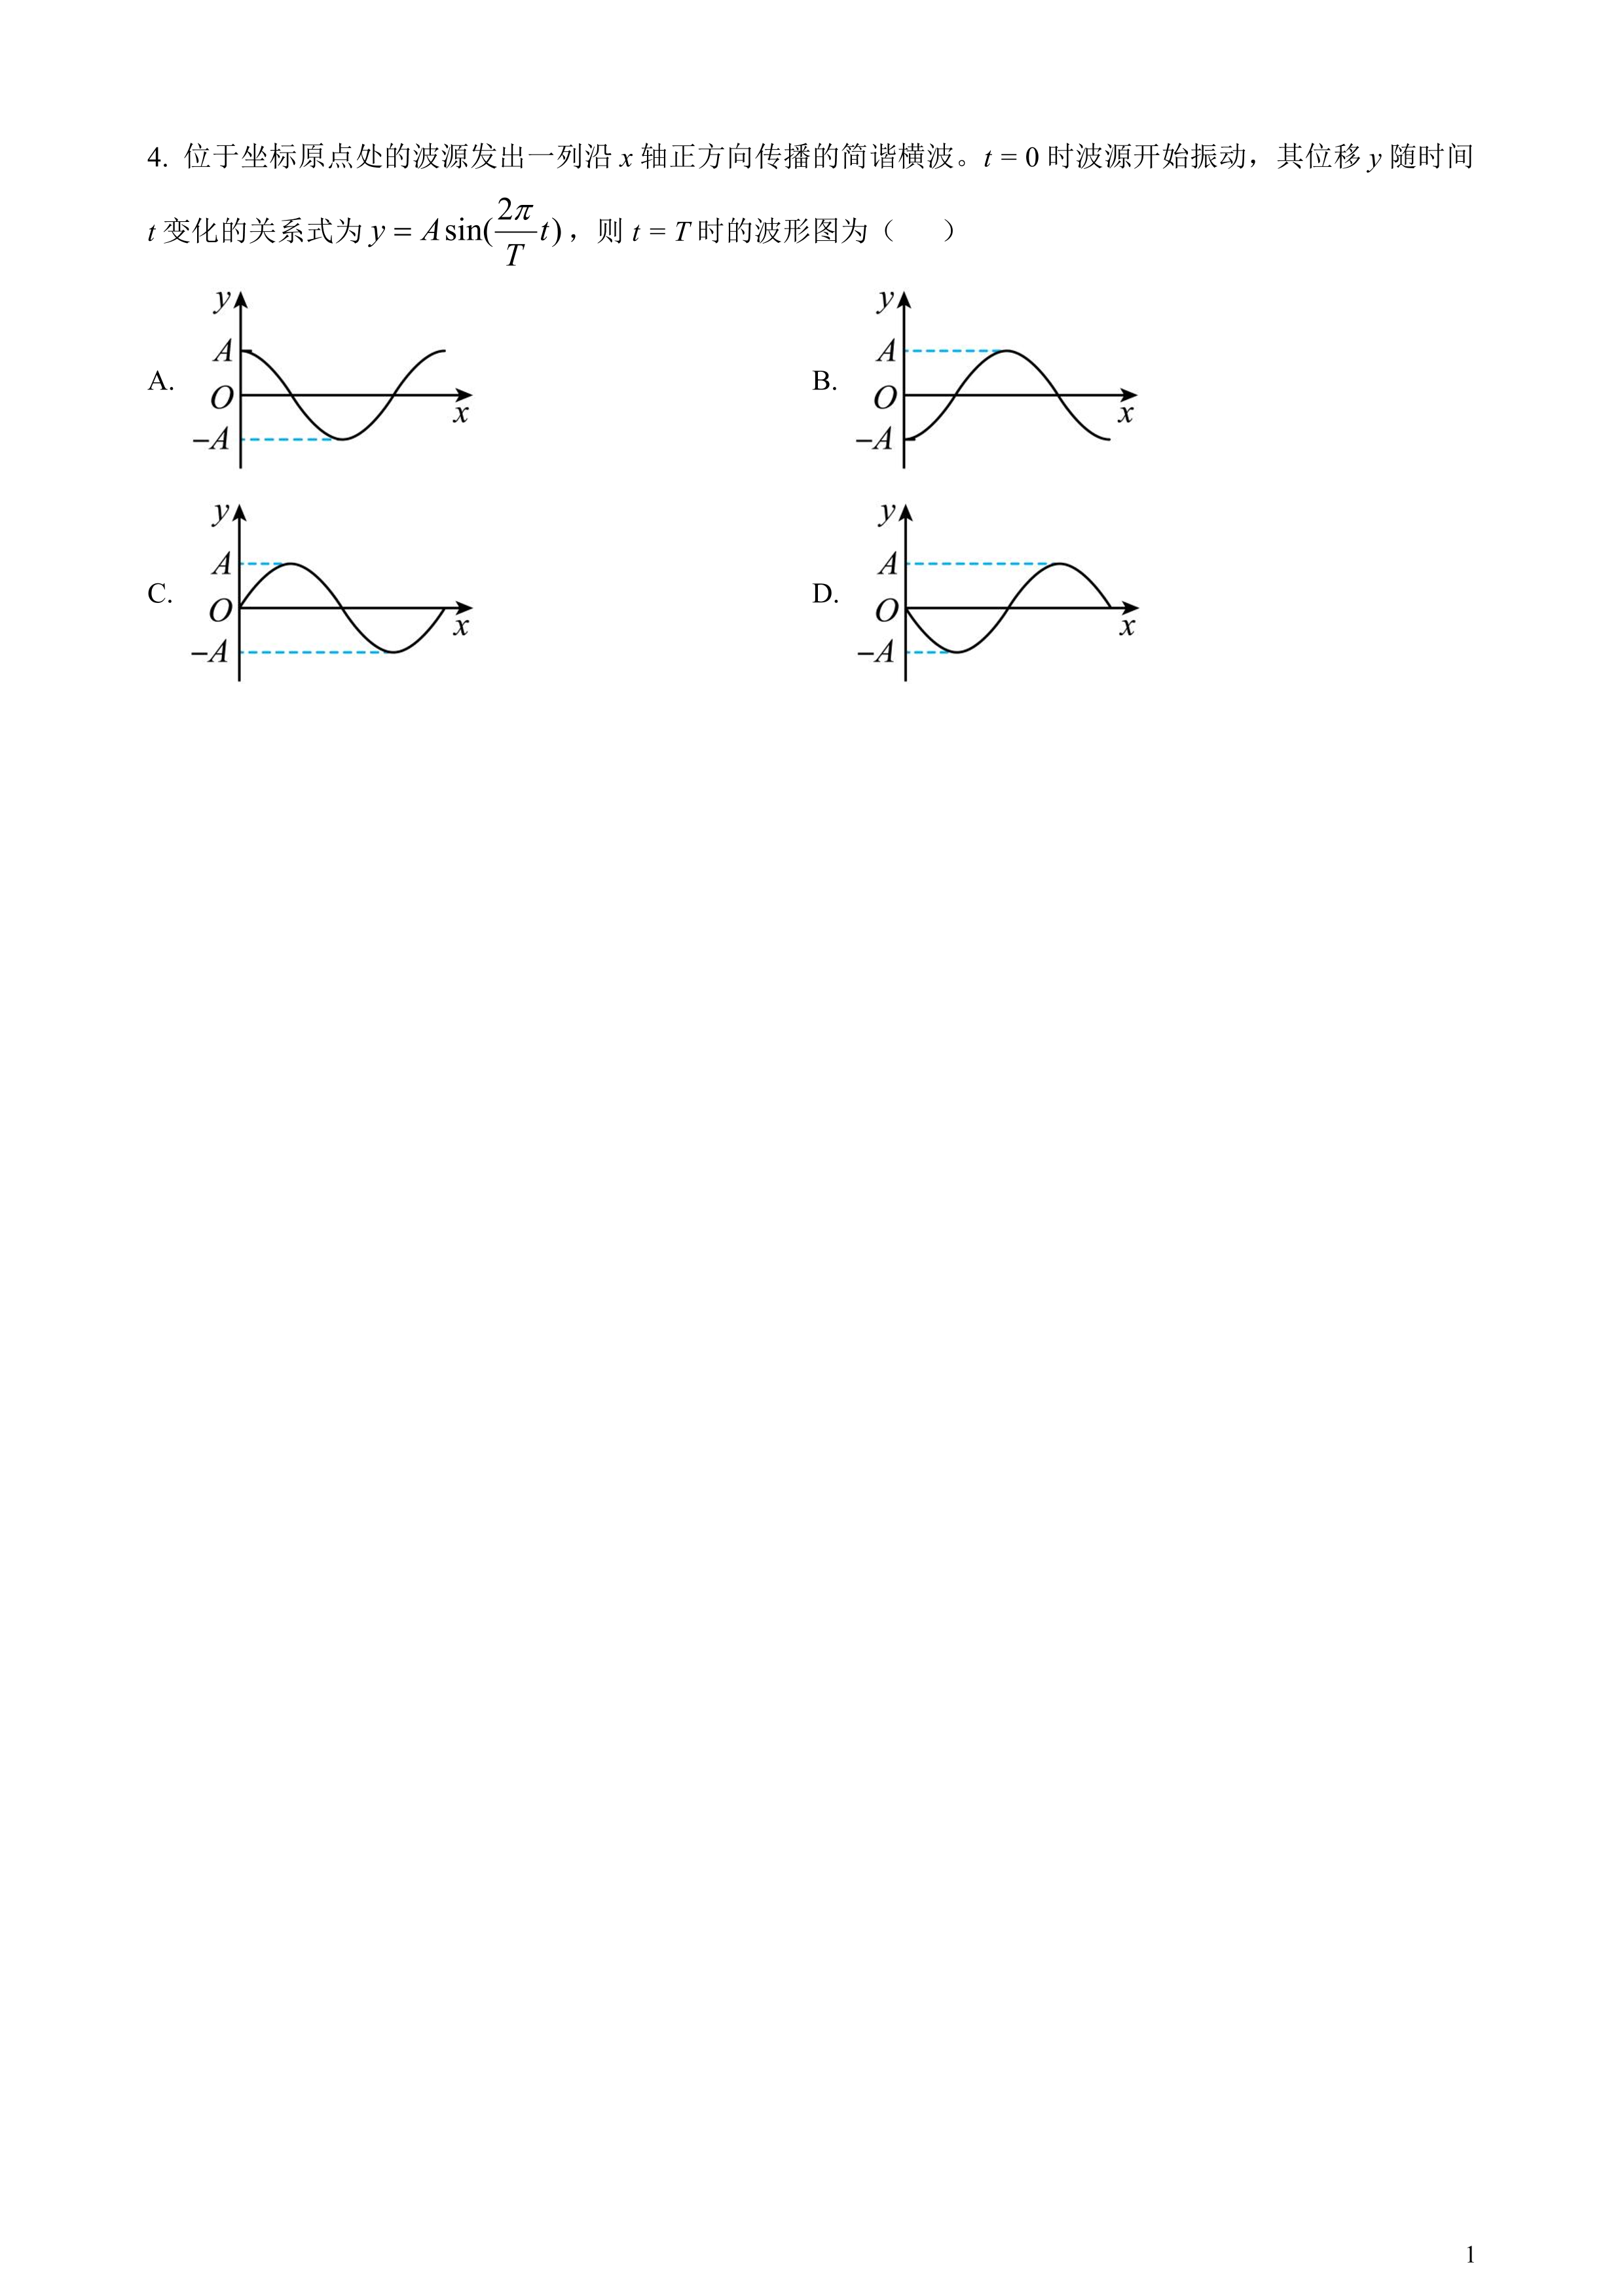 4. 位于坐标原点处的波源发出一列沿 x 轴正方向传播的简谐横波。t = 0 时波源开始振动，其位移 y 随时间
t 变化的关系式为 y = A sin(\frac{2π}{T}t)，则 t = T 时的波形图为（　　）
A. y A O −A x
B. y A O −A x
C. y A O −A x
D. y A O −A x
1